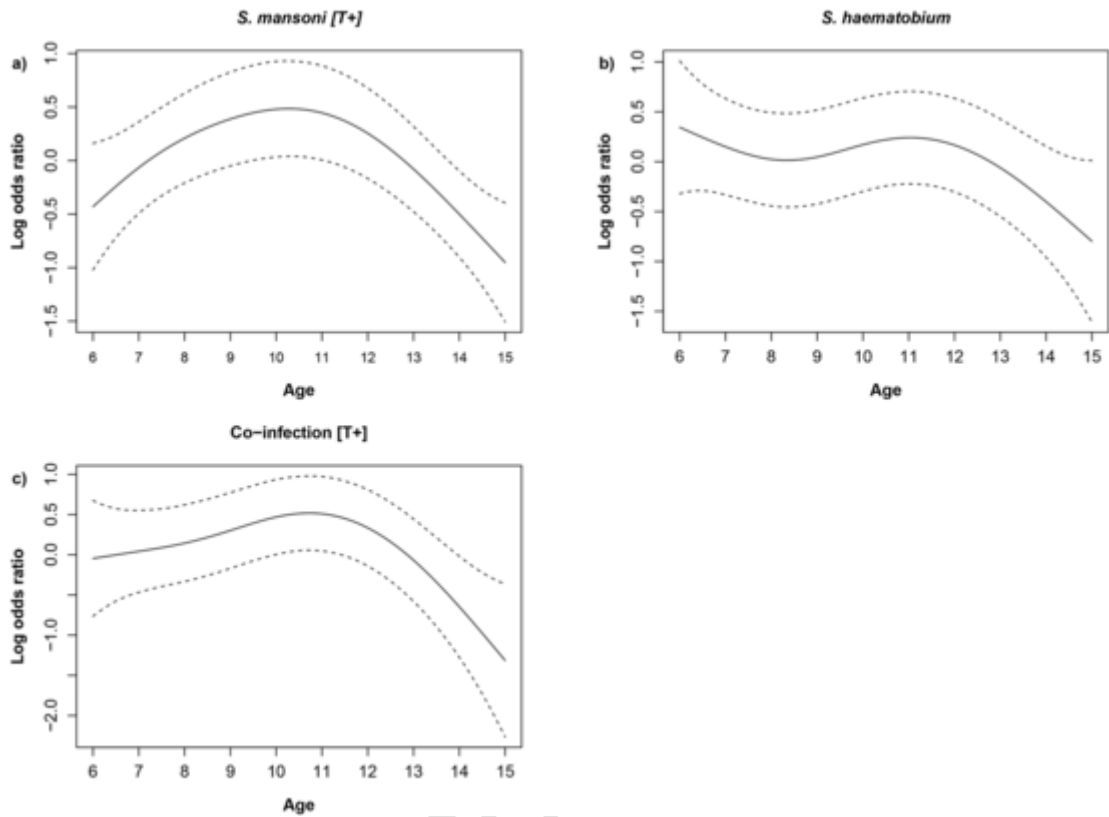 S. mansoni [T+]
a)
1.0
0.5
0.0
−0.5
−1.0
−1.5
Log odds ratio
6 7 8 9 10 11 12 13 14 15
Age
S. haematobium
b)
1.0
0.5
0.0
−0.5
−1.0
−1.5
Log odds ratio
6 7 8 9 10 11 12 13 14 15
Age
Co−infection [T+]
c)
1.0
0.5
0.0
−1.0
−2.0
Log odds ratio
6 7 8 9 10 11 12 13 14 15
Age